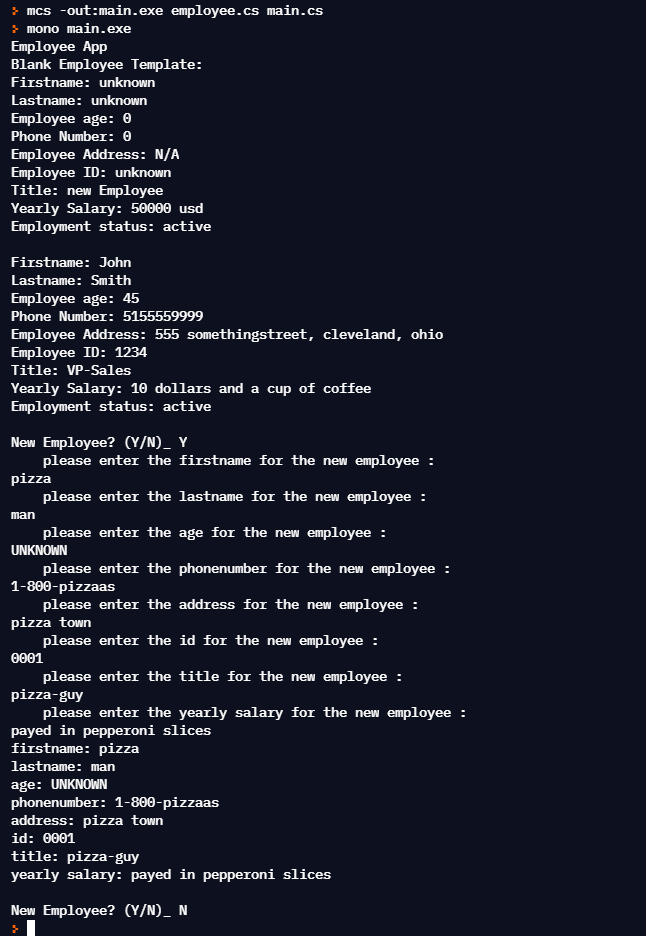 > mcs -out:main.exe employee.cs main.cs
> mono main.exe
Employee App
Blank Employee Template:
Firstname: unknown
Lastname: unknown
Employee age: 0
Phone Number: 0
Employee Address: N/A
Employee ID: unknown
Title: new Employee
Yearly Salary: 50000 usd
Employment status: active

Firstname: John
Lastname: Smith
Employee age: 45
Phone Number: 5155559999
Employee Address: 555 somethingstreet, cleveland, ohio
Employee ID: 1234
Title: VP-Sales
Yearly Salary: 10 dollars and a cup of coffee
Employment status: active

New Employee? (Y/N)_ Y
    please enter the firstname for the new employee :
pizza
    please enter the lastname for the new employee :
man
    please enter the age for the new employee :
UNKNOWN
    please enter the phonenumber for the new employee :
1-800-pizzaas
    please enter the address for the new employee :
pizza town
    please enter the id for the new employee :
0001
    please enter the title for the new employee :
pizza-guy
    please enter the yearly salary for the new employee :
payed in pepperoni slices
firstname: pizza
lastname: man
age: UNKNOWN
phonenumber: 1-800-pizzaas
address: pizza town
id: 0001
title: pizza-guy
yearly salary: payed in pepperoni slices

New Employee? (Y/N)_ N
>